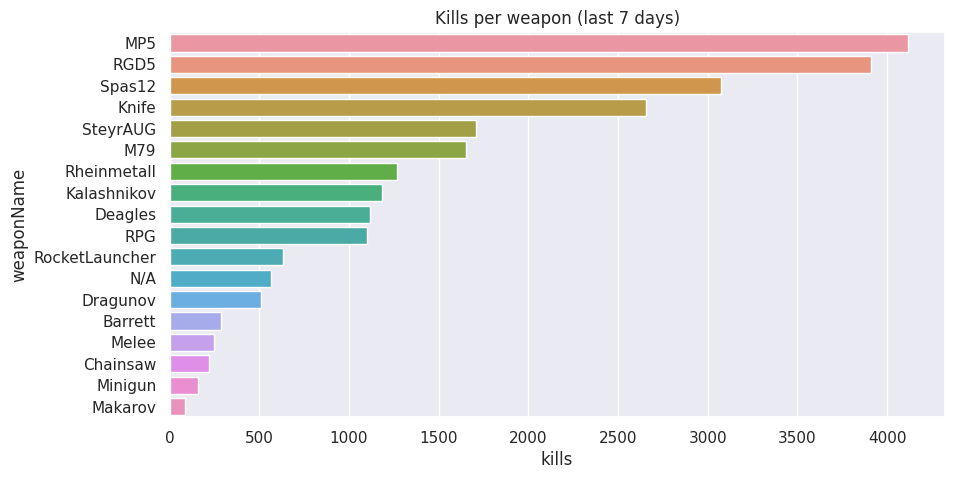 Kills per weapon (last 7 days)
weaponName
MP5
RGD5
Spas12
Knife
SteyrAUG
M79
Rheinmetall
Kalashnikov
Deagles
RPG
RocketLauncher
N/A
Dragunov
Barrett
Melee
Chainsaw
Minigun
Makarov
0 500 1000 1500 2000 2500 3000 3500 4000
kills